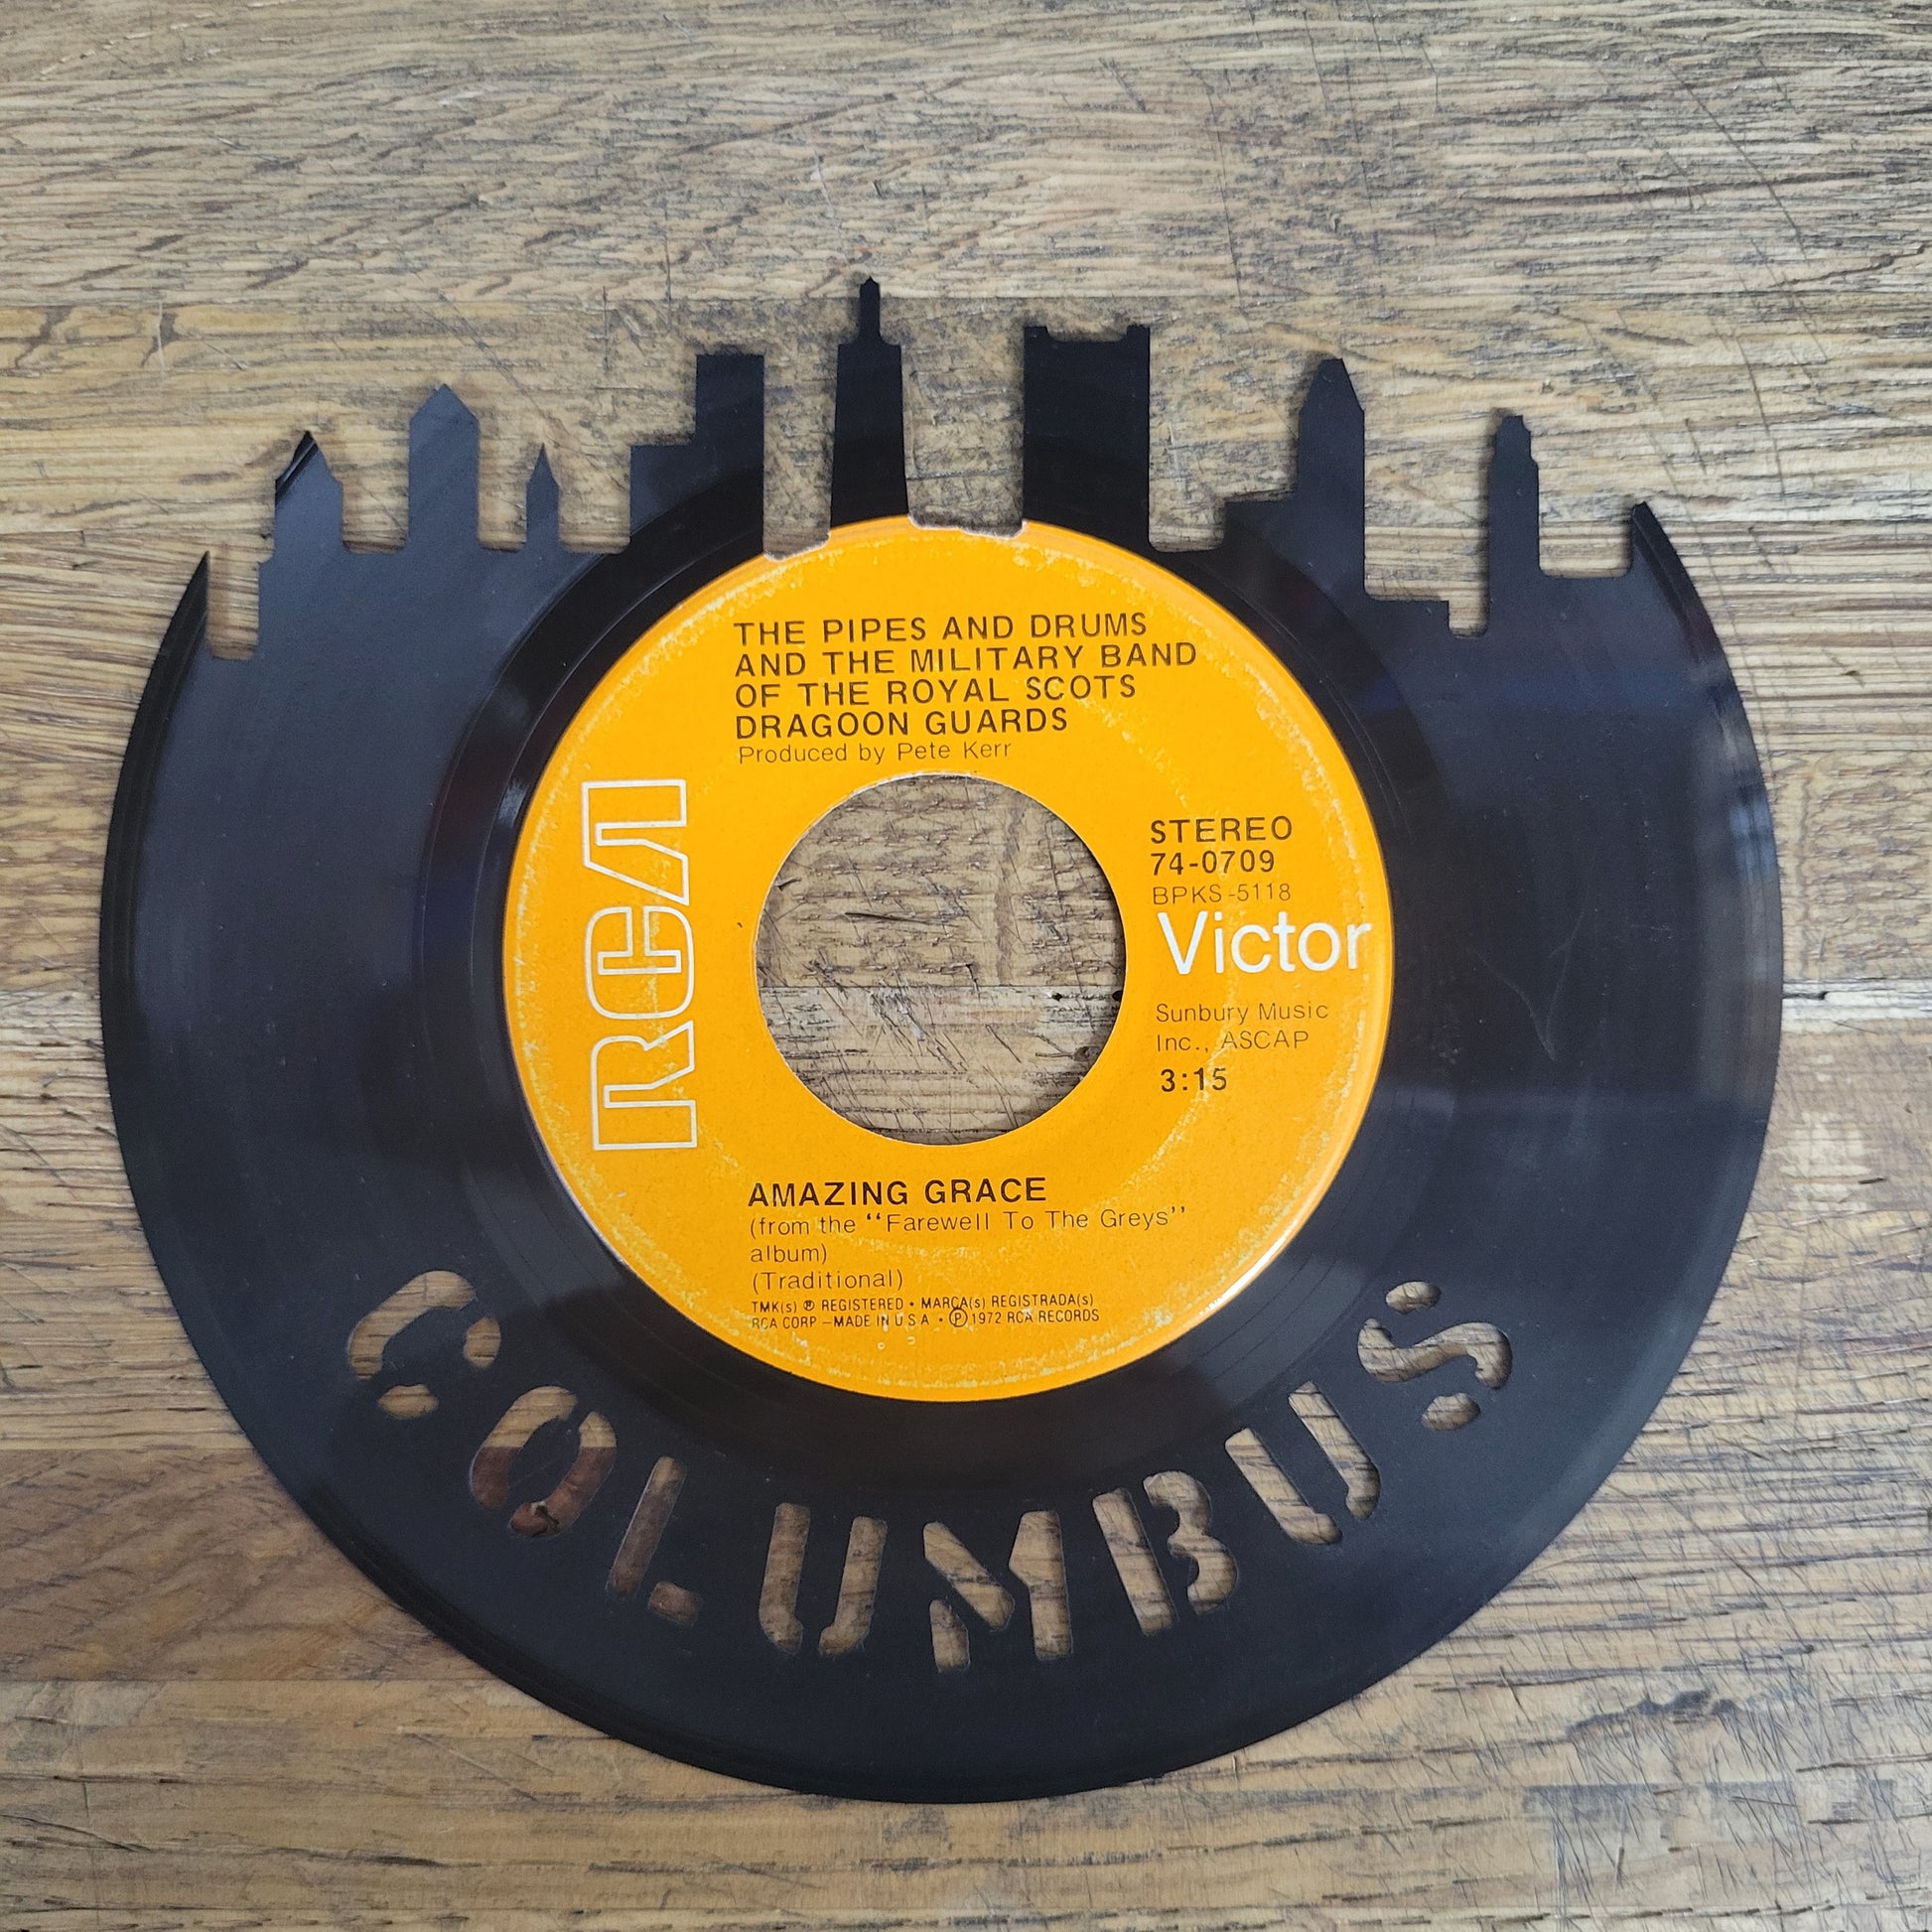 THE PIPES AND DRUMS
AND THE MILITARY BAND
OF THE ROYAL SCOTS
DRAGOON GUARDS
Produced by Pete Kerr
RCA
STEREO
74-0709
BPKS-5118
Victor
Sunbury Music
Inc., ASCAP
3:15
AMAZING GRACE
(from the "Farewell To The Greys"
album)
(Traditional)
TMK(s) ® REGISTERED • MARCA(s) REGISTRADA(s)
RCA CORP —MADE IN U S A • ℗ 1972 RCA RECORDS
COLUMBUS